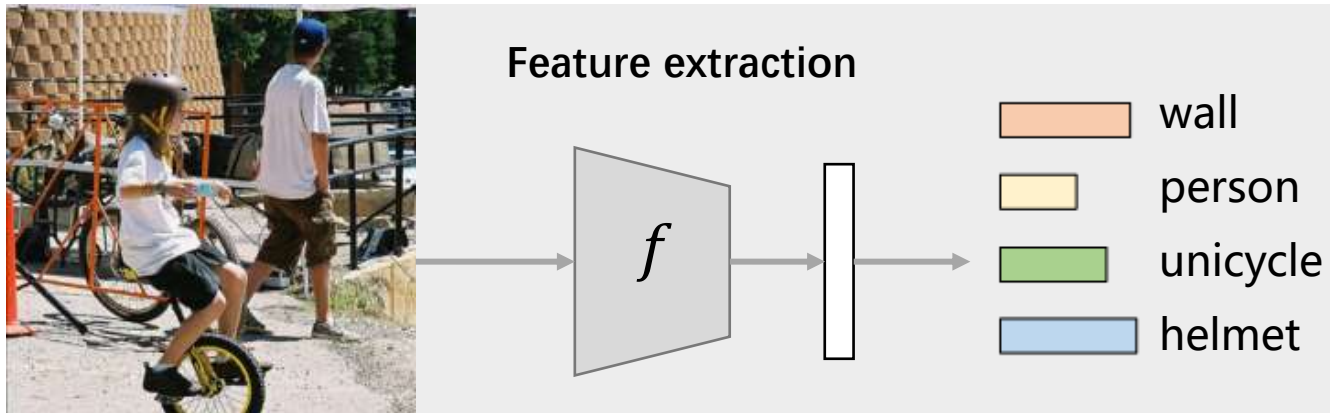 Feature extraction
f
wall
person
unicycle
helmet